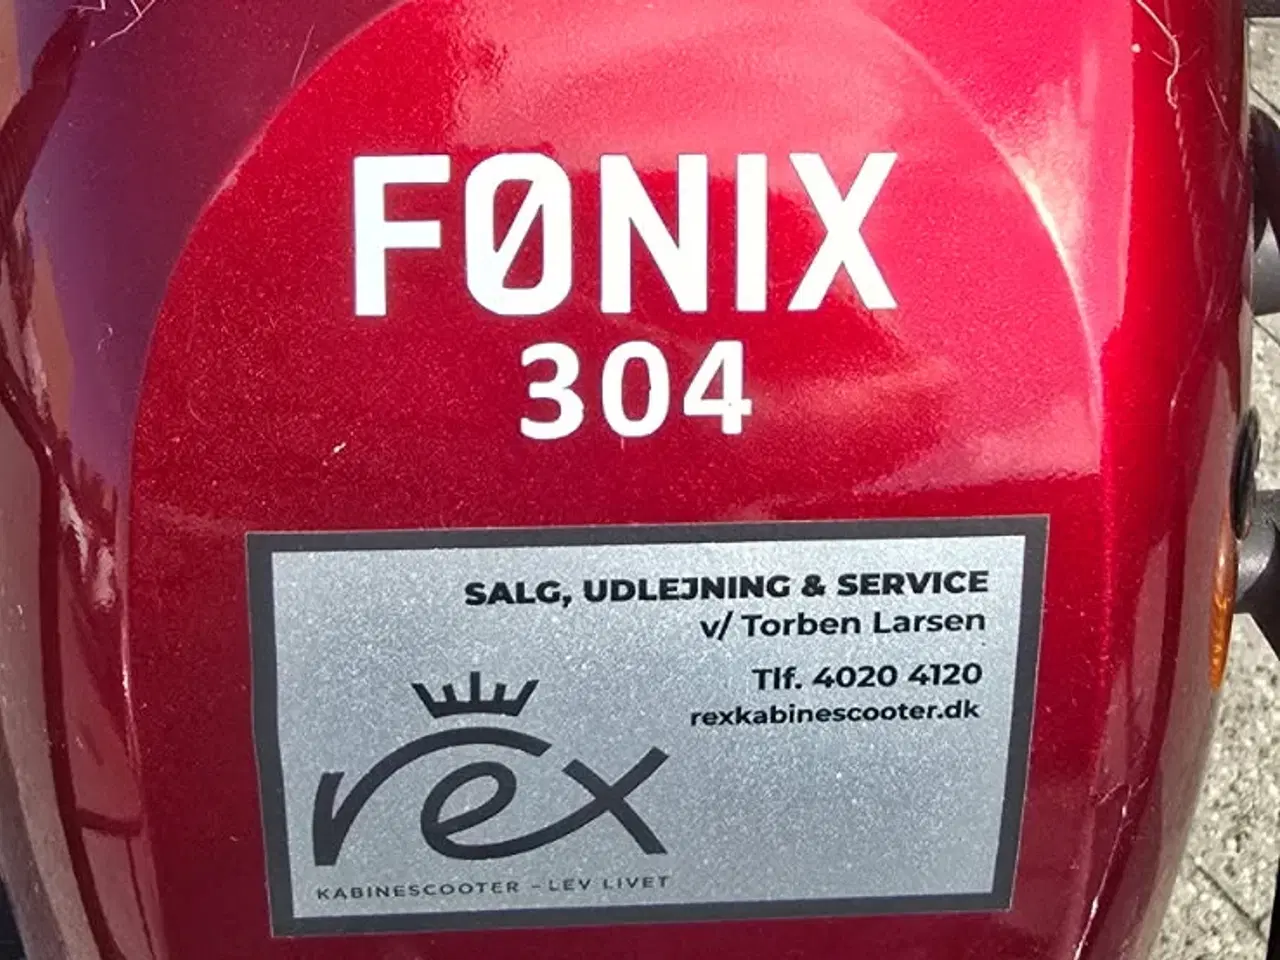 FØNIX
304
SALG, UDLEJNING & SERVICE
v/ Torben Larsen
Tlf. 4020 4120
rexkabinescooter.dk
rex
KABINESCOOTER – LEV LIVET